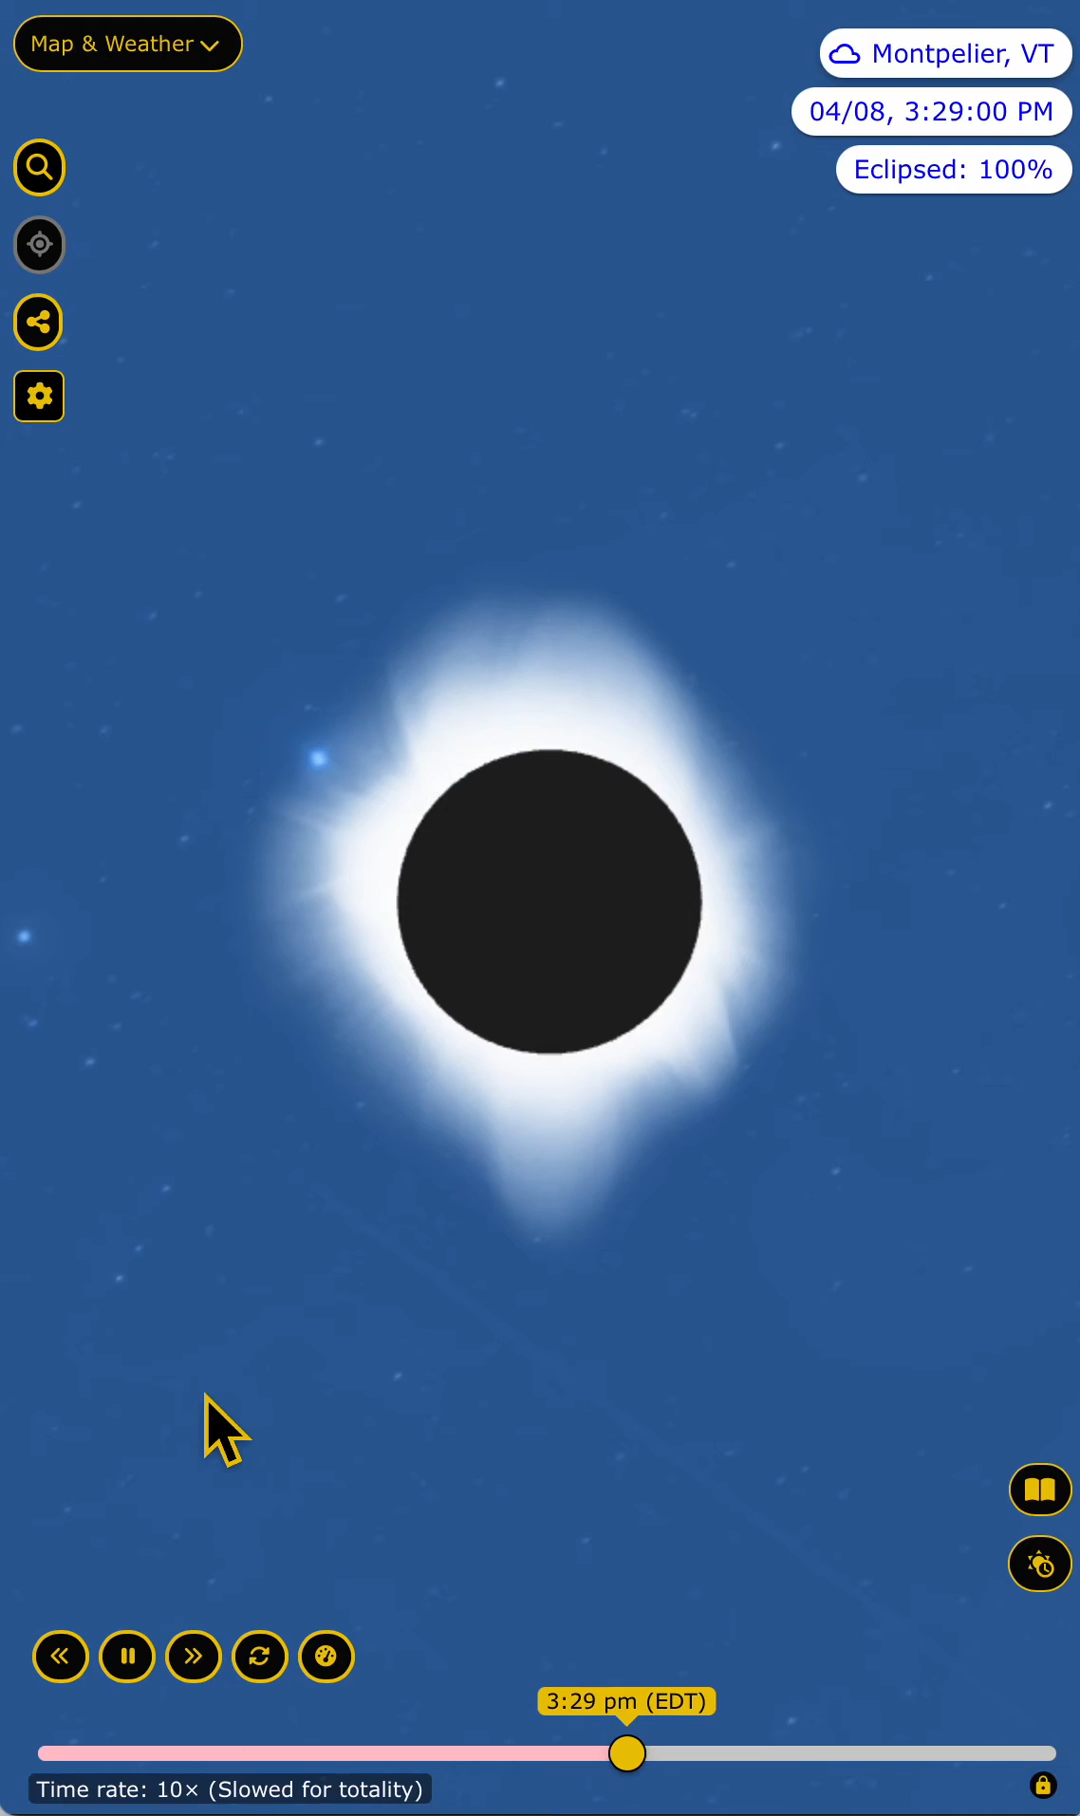 Map & Weather
Montpelier, VT
04/08, 3:29:00 PM
Eclipsed: 100%
3:29 pm (EDT)
Time rate: 10× (Slowed for totality)